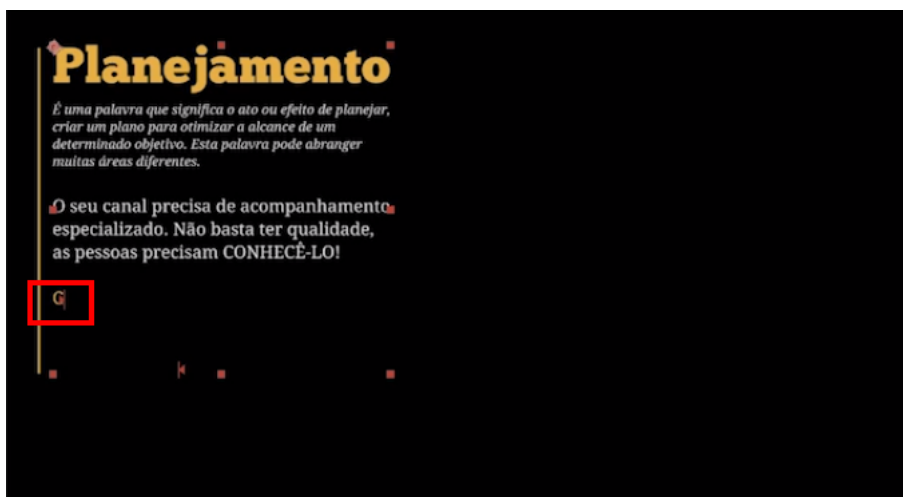 Planejamento
É uma palavra que significa o ato ou efeito de planejar,
criar um plano para otimizar a alcance de um
determinado objetivo. Esta palavra pode abranger
muitas áreas diferentes.
O seu canal precisa de acompanhamento
especializado. Não basta ter qualidade,
as pessoas precisam CONHECÊ-LO!
G